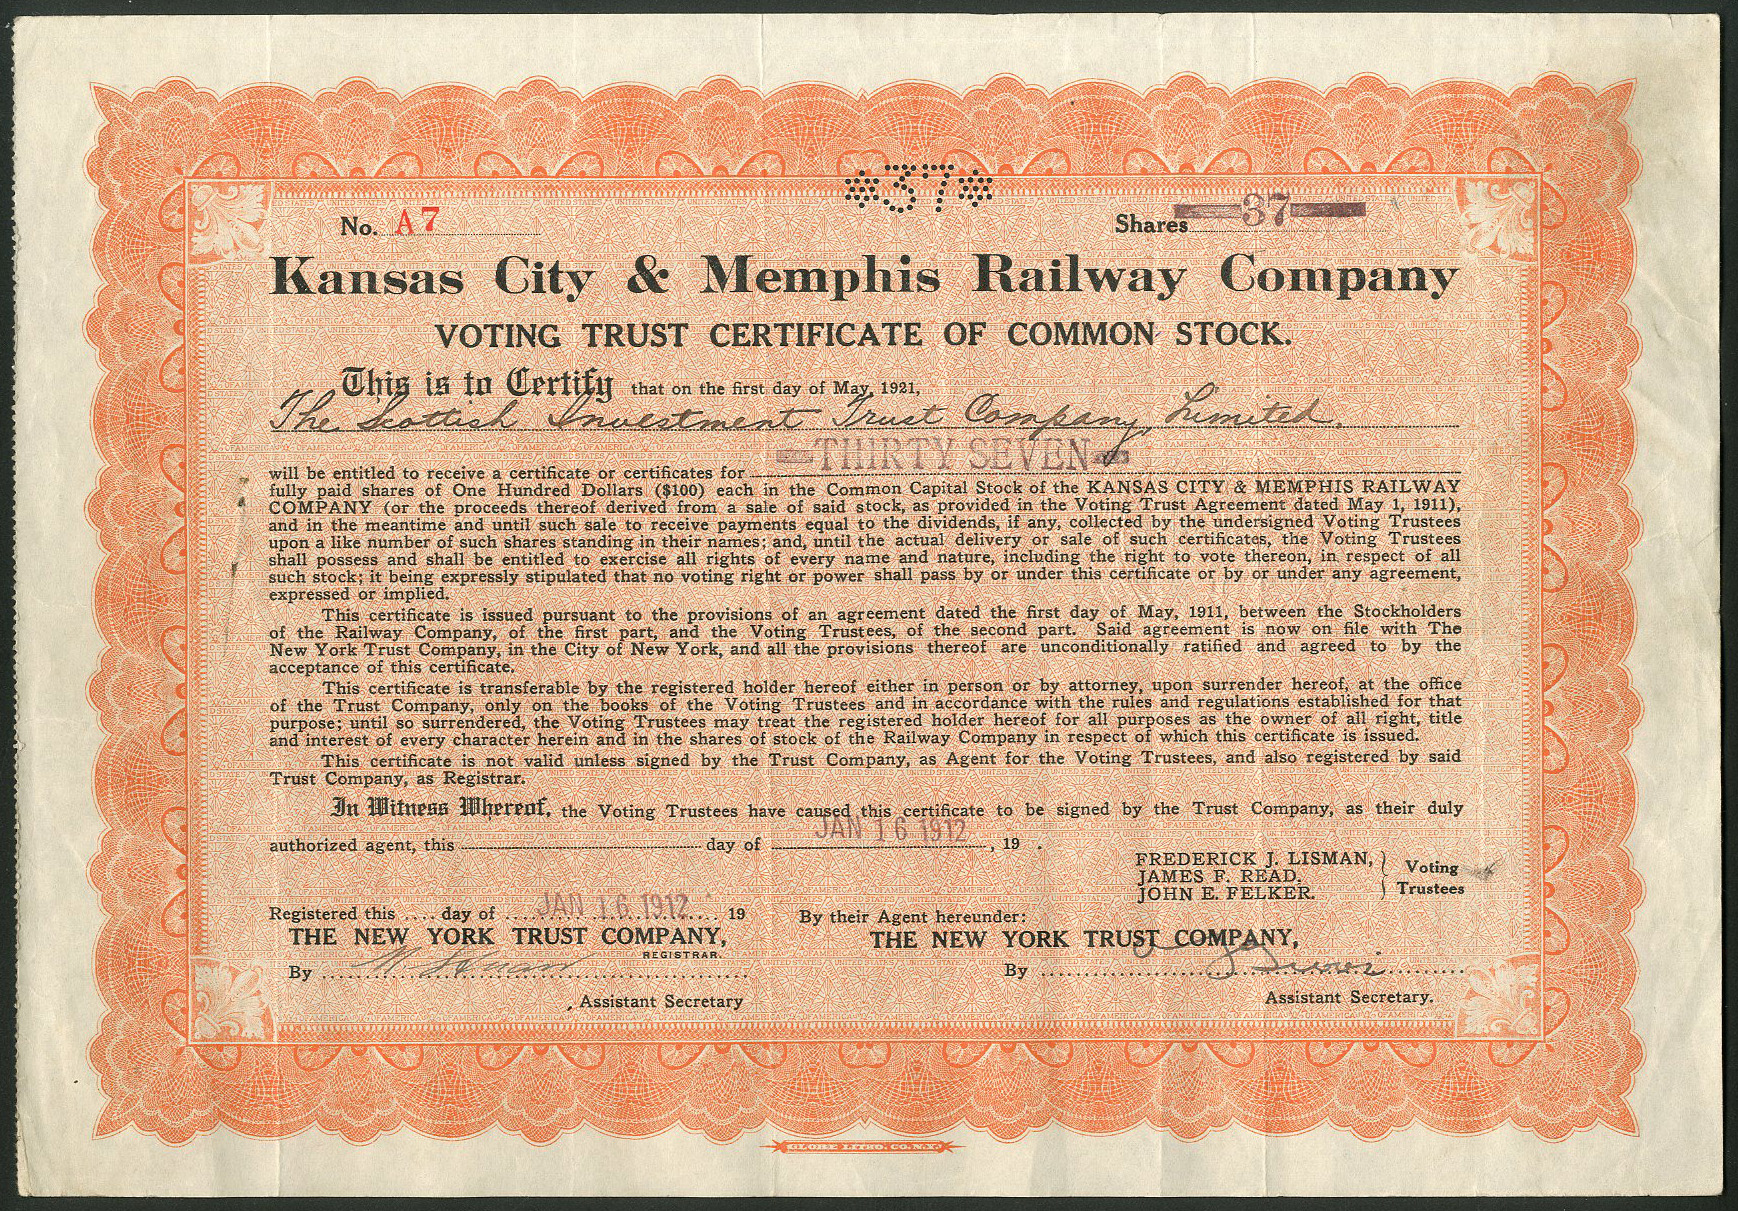 *37*
No. A7 Shares 37
Kansas City & Memphis Railway Company
VOTING TRUST CERTIFICATE OF COMMON STOCK.
This is to Certify that on the first day of May, 1921,
The Scottish Investment Trust Company, Limited.
THIRTY SEVEN
will be entitled to receive a certificate or certificates for
fully paid shares of One Hundred Dollars ($100) each in the Common Capital Stock of the KANSAS CITY & MEMPHIS RAILWAY
COMPANY (or the proceeds thereof derived from a sale of said stock, as provided in the Voting Trust Agreement dated May 1, 1911),
and in the meantime and until such sale to receive payments equal to the dividends, if any, collected by the undersigned Voting Trustees
upon a like number of such shares standing in their names; and, until the actual delivery or sale of such certificates, the Voting Trustees
shall possess and shall be entitled to exercise all rights of every name and nature, including the right to vote thereon, in respect of all
such stock; it being expressly stipulated that no voting right or power shall pass by or under this certificate or by or under any agreement,
expressed or implied.
This certificate is issued pursuant to the provisions of an agreement dated the first day of May, 1911, between the Stockholders
of the Railway Company, of the first part, and the Voting Trustees, of the second part. Said agreement is now on file with The
New York Trust Company, in the City of New York, and all the provisions thereof are unconditionally ratified and agreed to by the
acceptance of this certificate.
This certificate is transferable by the registered holder hereof either in person or by attorney, upon surrender hereof, at the office
of the Trust Company, only on the books of the Voting Trustees and in accordance with the rules and regulations established for that
purpose; until so surrendered, the Voting Trustees may treat the registered holder hereof for all purposes as the owner of all right, title
and interest of every character herein and in the shares of stock of the Railway Company in respect of which this certificate is issued.
This certificate is not valid unless signed by the Trust Company, as Agent for the Voting Trustees, and also registered by said
Trust Company, as Registrar.
In Witness Whereof, the Voting Trustees have caused this certificate to be signed by the Trust Company, as their duly
JAN 16 1912
authorized agent, this day of , 19 .
FREDERICK J. LISMAN,
JAMES F. READ,
JOHN E. FELKER.
Voting
Trustees
Registered this .... day of JAN 16 1912 19
By their Agent hereunder:
THE NEW YORK TRUST COMPANY,
REGISTRAR.
THE NEW YORK TRUST COMPANY,
By
By
Assistant Secretary
Assistant Secretary.
GLOBE LITHO. CO. N.Y.